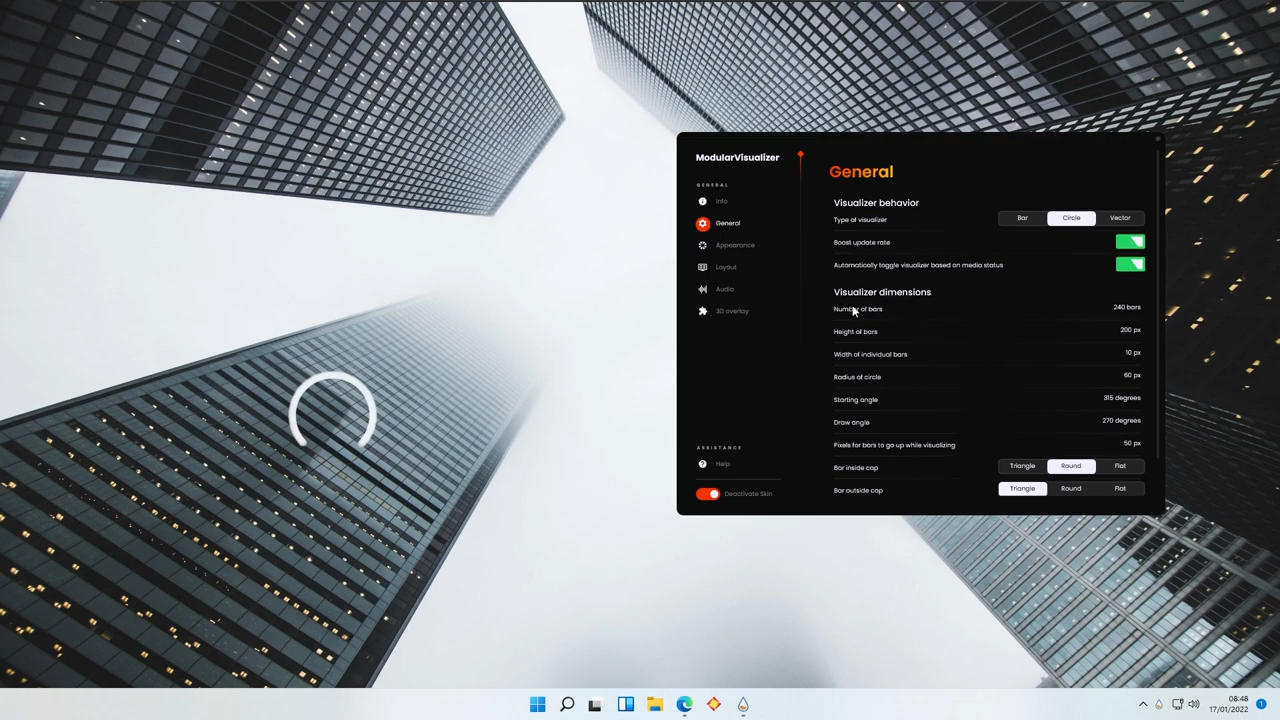 ModularVisualizer
GENERAL
Info
General
Appearance
Layout
Audio
3D overlay
ASSISTANCE
Help
Deactivate Skin
General
Visualizer behavior
Type of visualizer Bar Circle Vector
Boost update rate
Automatically toggle visualizer based on media status
Visualizer dimensions
Number of bars 240 bars
Height of bars 200 px
Width of individual bars 10 px
Radius of circle 60 px
Starting angle 315 degrees
Draw angle 270 degrees
Pixels for bars to go up while visualizing 50 px
Bar inside cap Triangle Round Flat
Bar outside cap Triangle Round Flat
08:48
17/01/2022
1